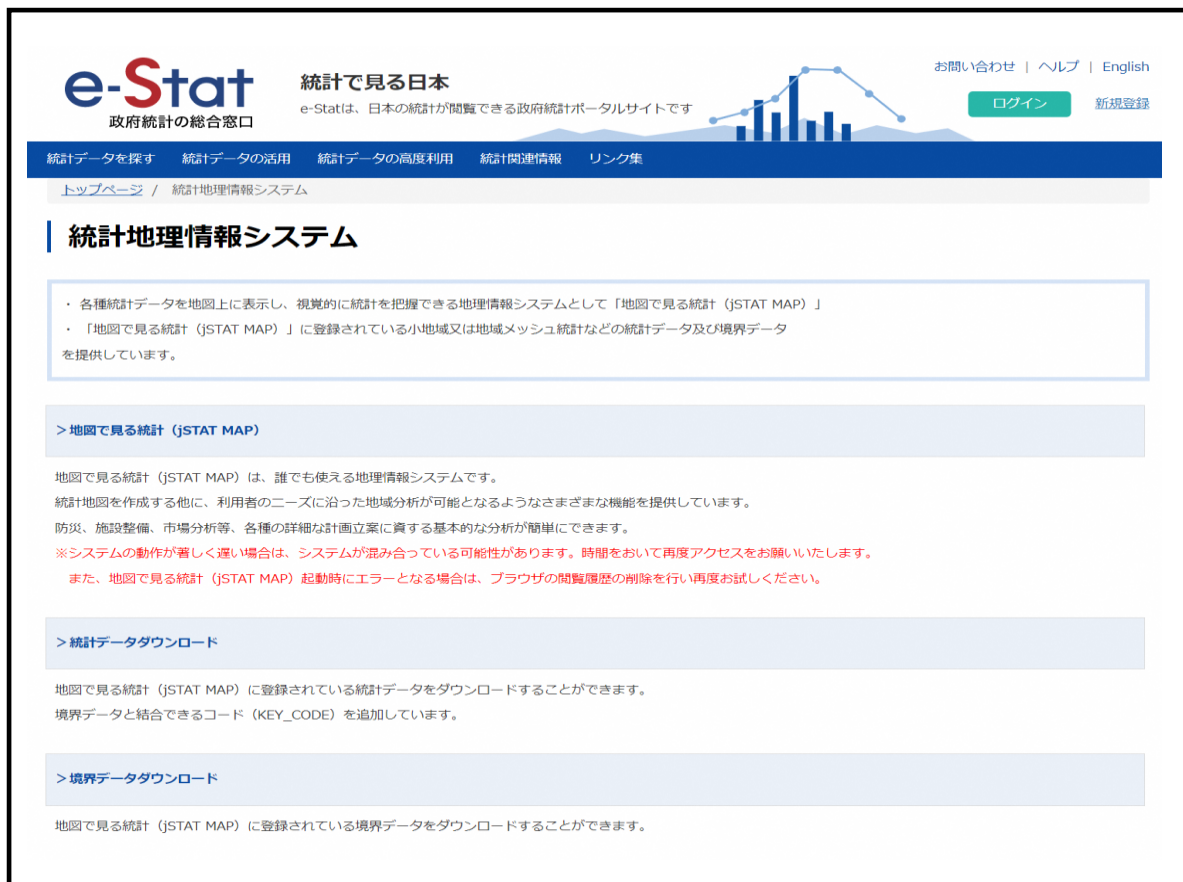 e-Stat
政府統計の総合窓口
統計で見る日本
e-Statは、日本の統計が閲覧できる政府統計ポータルサイトです
お問い合わせ | ヘルプ | English
ログイン 新規登録
統計データを探す 統計データの活用 統計データの高度利用 統計関連情報 リンク集
トップページ / 統計地理情報システム
統計地理情報システム
・ 各種統計データを地図上に表示し、視覚的に統計を把握できる地理情報システムとして「地図で見る統計（jSTAT MAP）」
・ 「地図で見る統計（jSTAT MAP）」に登録されている小地域又は地域メッシュ統計などの統計データ及び境界データ
を提供しています。
＞地図で見る統計（jSTAT MAP）
地図で見る統計（jSTAT MAP）は、誰でも使える地理情報システムです。
統計地図を作成する他に、利用者のニーズに沿った地域分析が可能となるようなさまざまな機能を提供しています。
防災、施設整備、市場分析等、各種の詳細な計画立案に資する基本的な分析が簡単にできます。
※システムの動作が著しく遅い場合は、システムが混み合っている可能性があります。時間をおいて再度アクセスをお願いいたします。
また、地図で見る統計（jSTAT MAP）起動時にエラーとなる場合は、ブラウザの閲覧履歴の削除を行い再度お試しください。
＞統計データダウンロード
地図で見る統計（jSTAT MAP）に登録されている統計データをダウンロードすることができます。
境界データと結合できるコード（KEY_CODE）を追加しています。
＞境界データダウンロード
地図で見る統計（jSTAT MAP）に登録されている境界データをダウンロードすることができます。